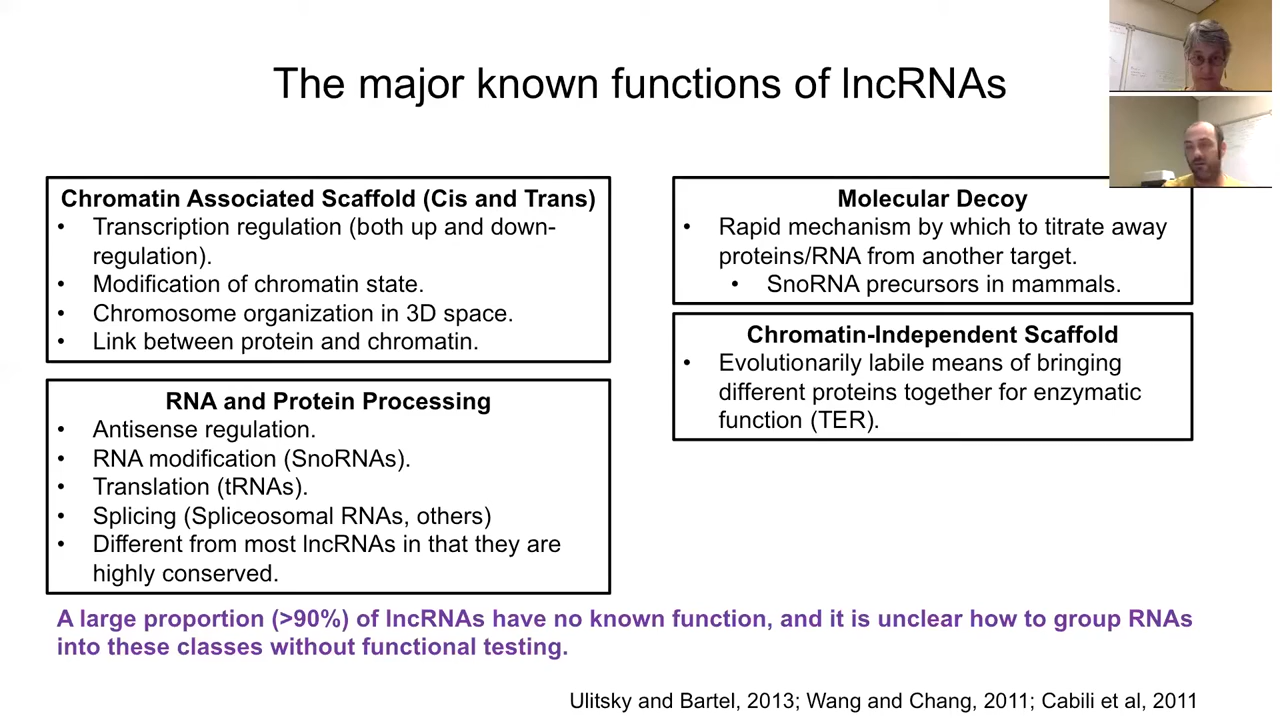 The major known functions of lncRNAs
Chromatin Associated Scaffold (Cis and Trans)
• Transcription regulation (both up and down-
regulation).
• Modification of chromatin state.
• Chromosome organization in 3D space.
• Link between protein and chromatin.
RNA and Protein Processing
• Antisense regulation.
• RNA modification (SnoRNAs).
• Translation (tRNAs).
• Splicing (Spliceosomal RNAs, others)
• Different from most lncRNAs in that they are
highly conserved.
Molecular Decoy
• Rapid mechanism by which to titrate away
proteins/RNA from another target.
• SnoRNA precursors in mammals.
Chromatin-Independent Scaffold
• Evolutionarily labile means of bringing
different proteins together for enzymatic
function (TER).
A large proportion (>90%) of lncRNAs have no known function, and it is unclear how to group RNAs
into these classes without functional testing.
Ulitsky and Bartel, 2013; Wang and Chang, 2011; Cabili et al, 2011